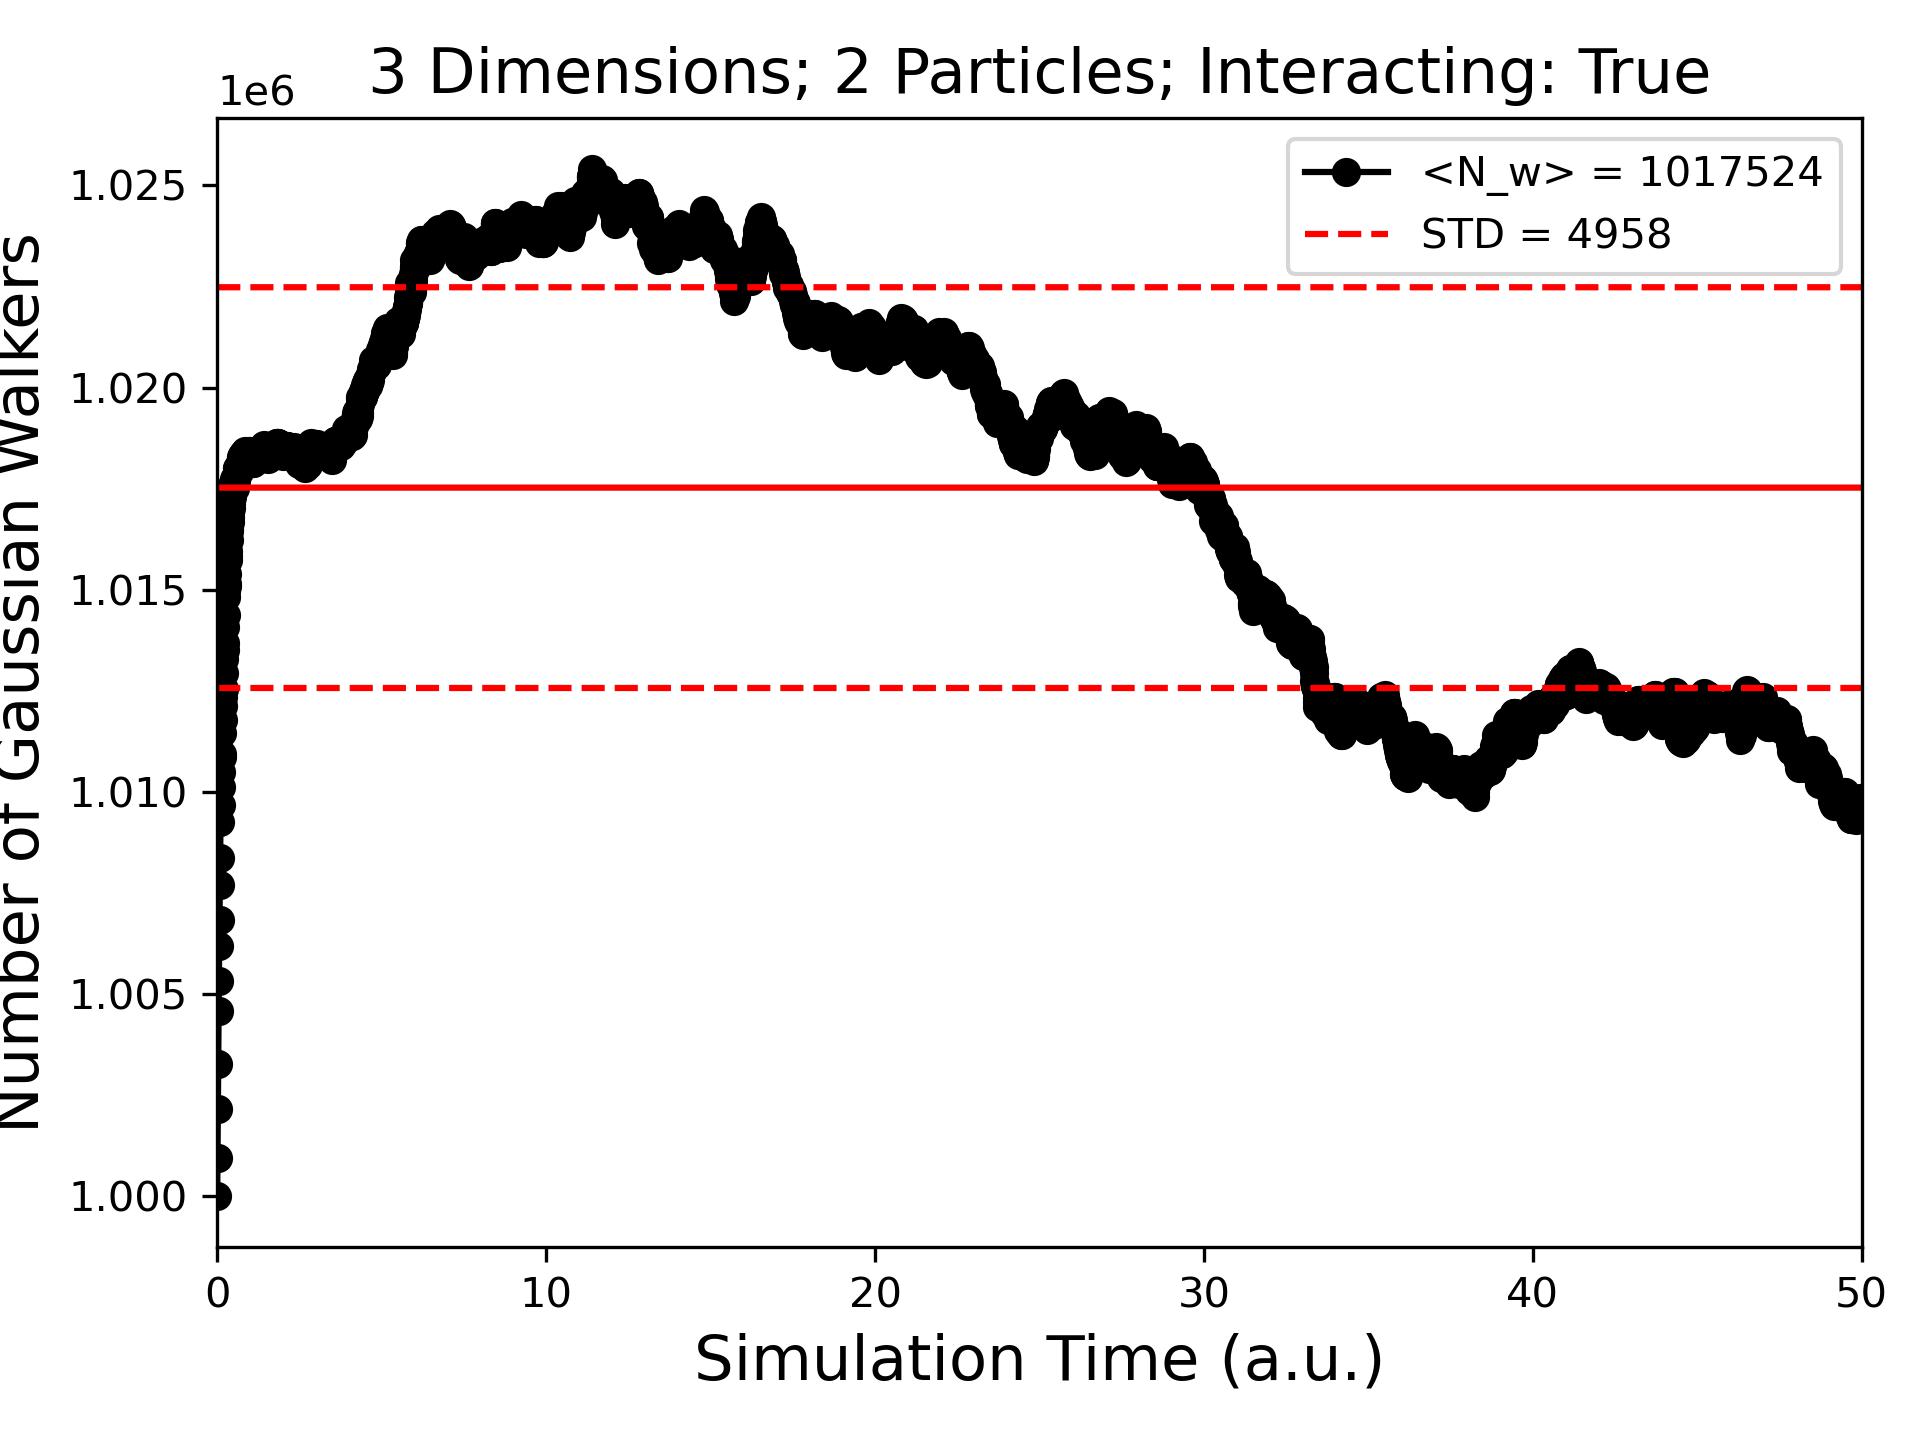 3 Dimensions; 2 Particles; Interacting: True
1e6
<N_w> = 1017524
STD = 4958
1.025
1.020
1.015
1.010
1.005
1.000
Number of Gaussian Walkers
0 10 20 30 40 50
Simulation Time (a.u.)